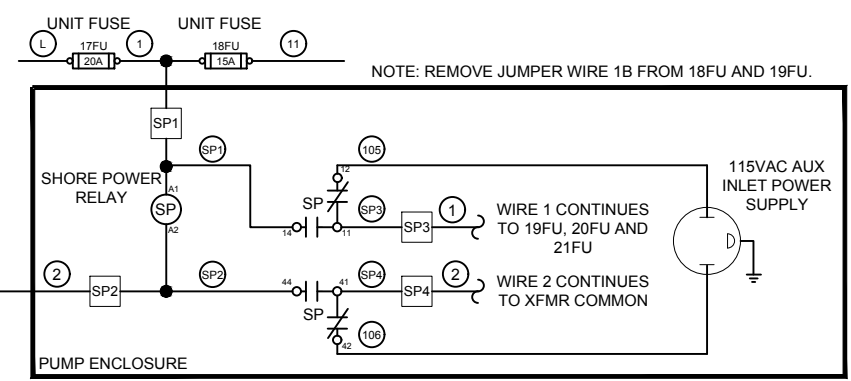 UNIT FUSE
UNIT FUSE
L
17FU
20A
1
18FU
15A
11
NOTE: REMOVE JUMPER WIRE 1B FROM 18FU AND 19FU.
SP1
SP1
105
12
SHORE POWER
RELAY
A1
SP
A2
SP
SP3
1
14
11
SP3
WIRE 1 CONTINUES
TO 19FU, 20FU AND
21FU
115VAC AUX
INLET POWER
SUPPLY
2
SP2
SP2
44
41
SP4
2
SP4
WIRE 2 CONTINUES
TO XFMR COMMON
SP
106
42
PUMP ENCLOSURE